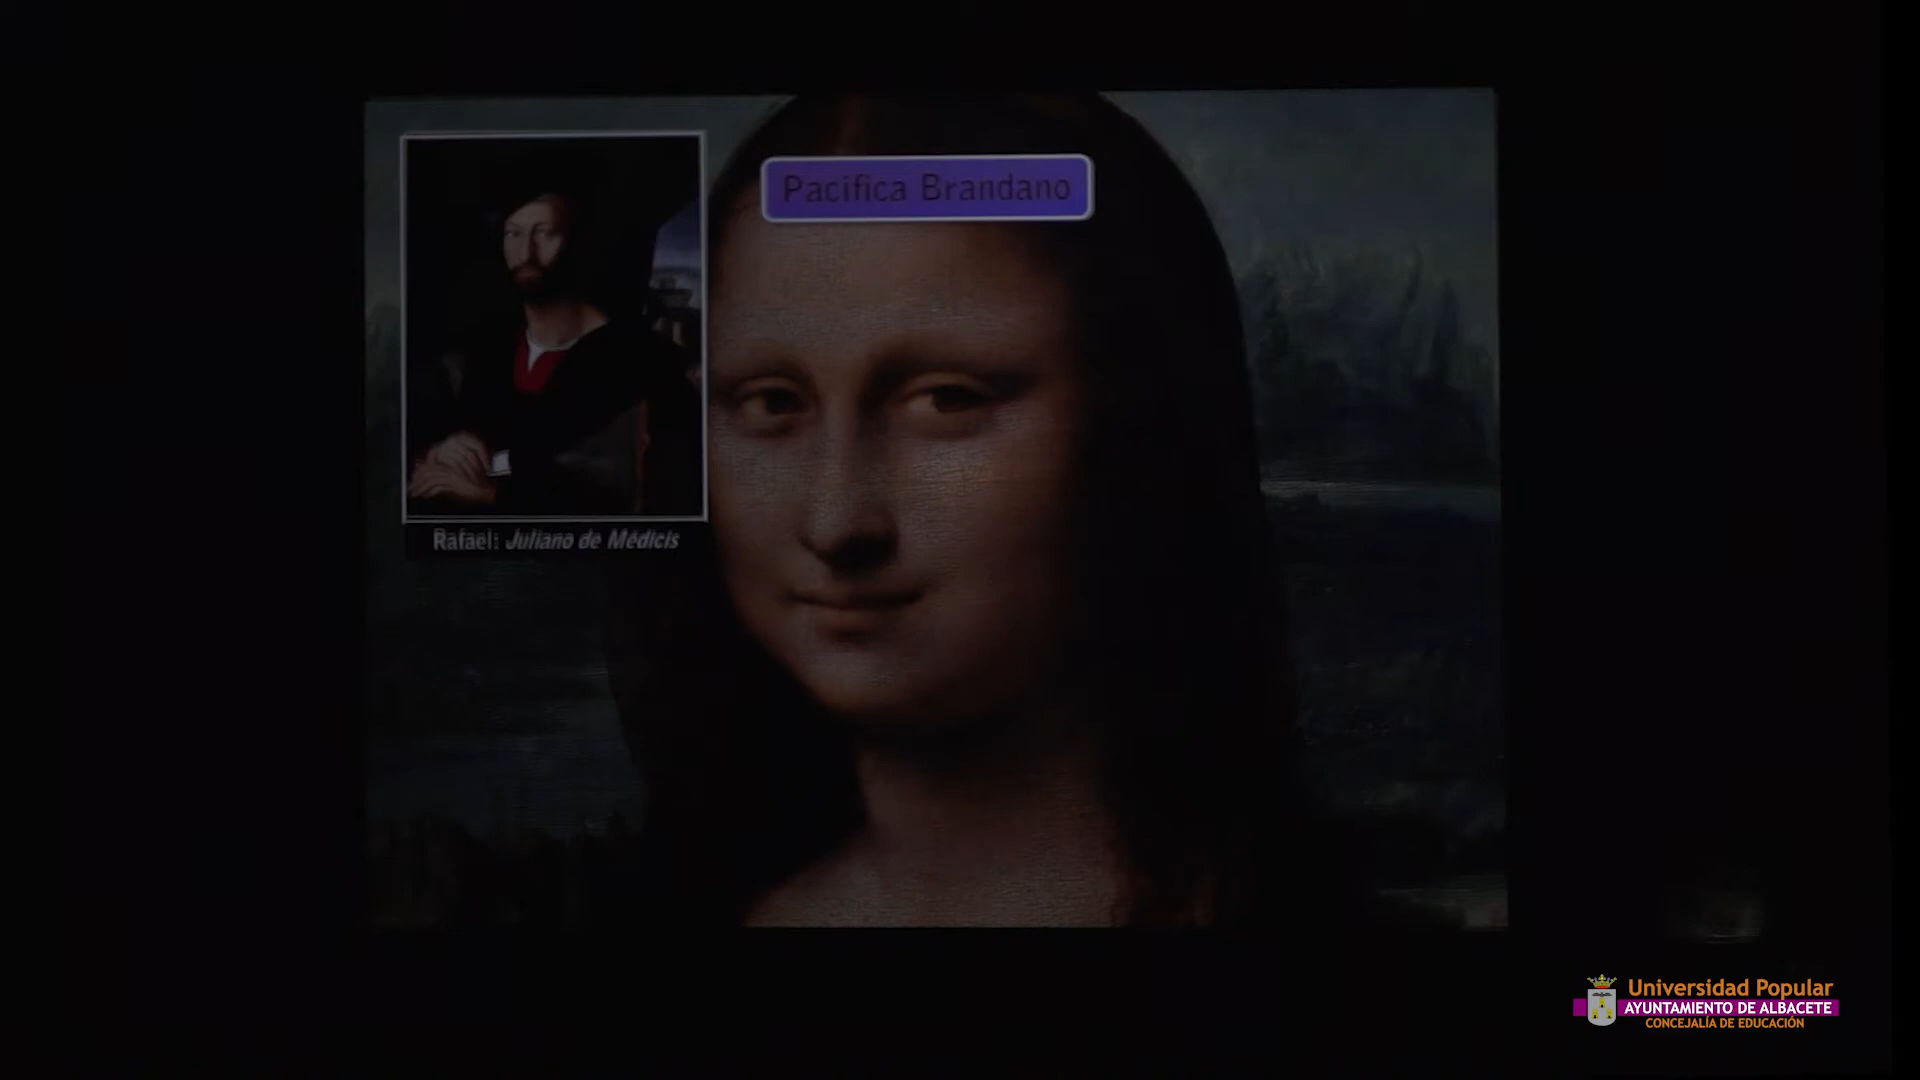 Pacifica Brandano
Rafael: Juliano de Médicis
Universidad Popular
AYUNTAMIENTO DE ALBACETE
CONCEJALÍA DE EDUCACIÓN